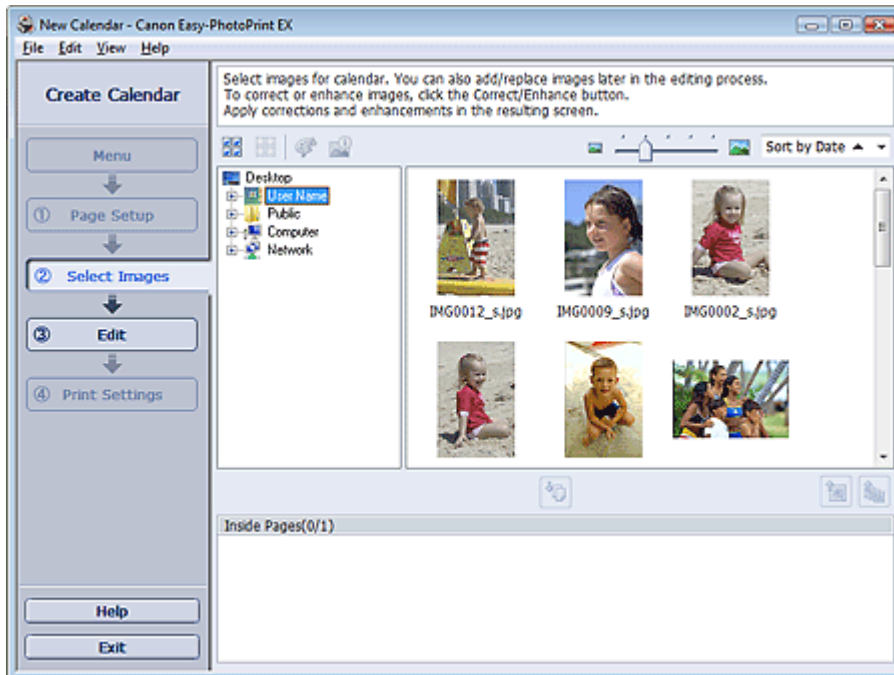 New Calendar - Canon Easy-PhotoPrint EX
File Edit View Help
Create Calendar
Menu
① Page Setup
② Select Images
③ Edit
④ Print Settings
Help
Exit
Select images for calendar. You can also add/replace images later in the editing process.
To correct or enhance images, click the Correct/Enhance button.
Apply corrections and enhancements in the resulting screen.
Sort by Date
Desktop
User Name
Public
Computer
Network
IMG0012_s.jpg IMG0009_s.jpg IMG0002_s.jpg
Inside Pages(0/1)